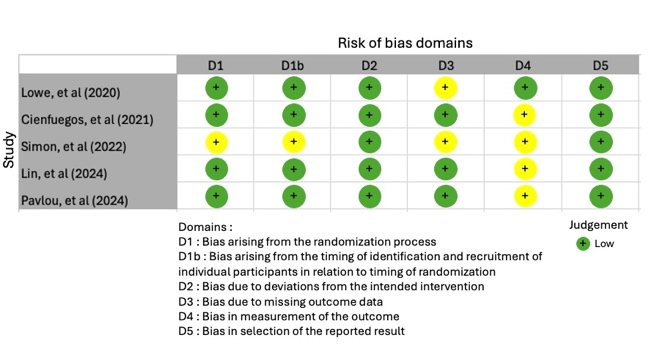 Risk of bias domains
D1 D1b D2 D3 D4 D5
Study
Lowe, et al (2020) + + + + + +
Cienfuegos, et al (2021) + + + + + +
Simon, et al (2022) + + + + + +
Lin, et al (2024) + + + + + +
Pavlou, et al (2024) + + + + + +
Domains :
D1 : Bias arising from the randomization process
D1b : Bias arising from the timing of identification and recruitment of
individual participants in relation to timing of randomization
D2 : Bias due to deviations from the intended intervention
D3 : Bias due to missing outcome data
D4 : Bias in measurement of the outcome
D5 : Bias in selection of the reported result
Judgement
+ Low